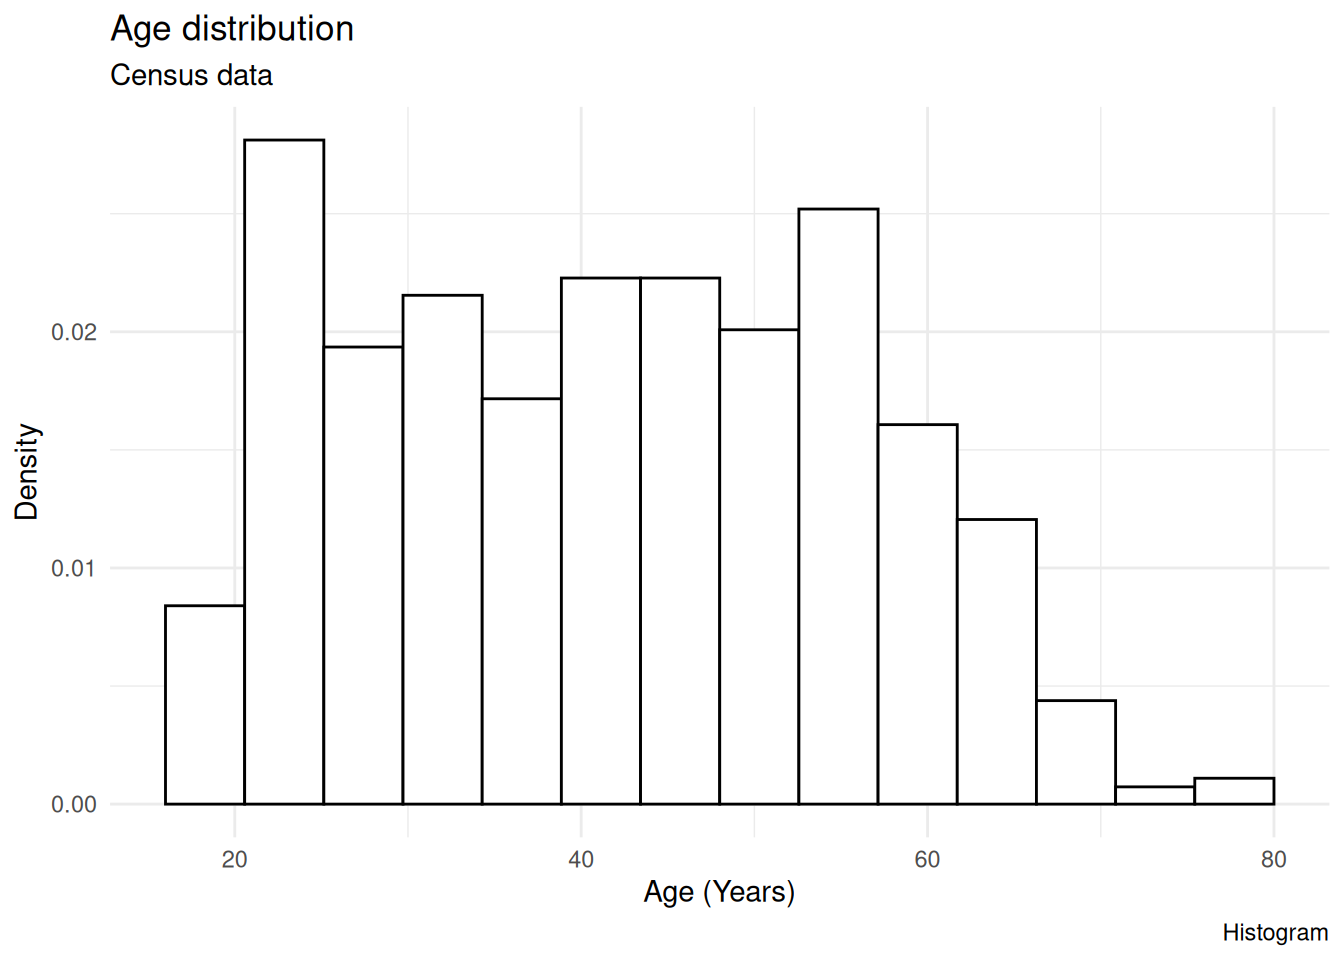 Age distribution
Census data
Density
0.02
0.01
0.00
20 40 60 80
Age (Years)
Histogram